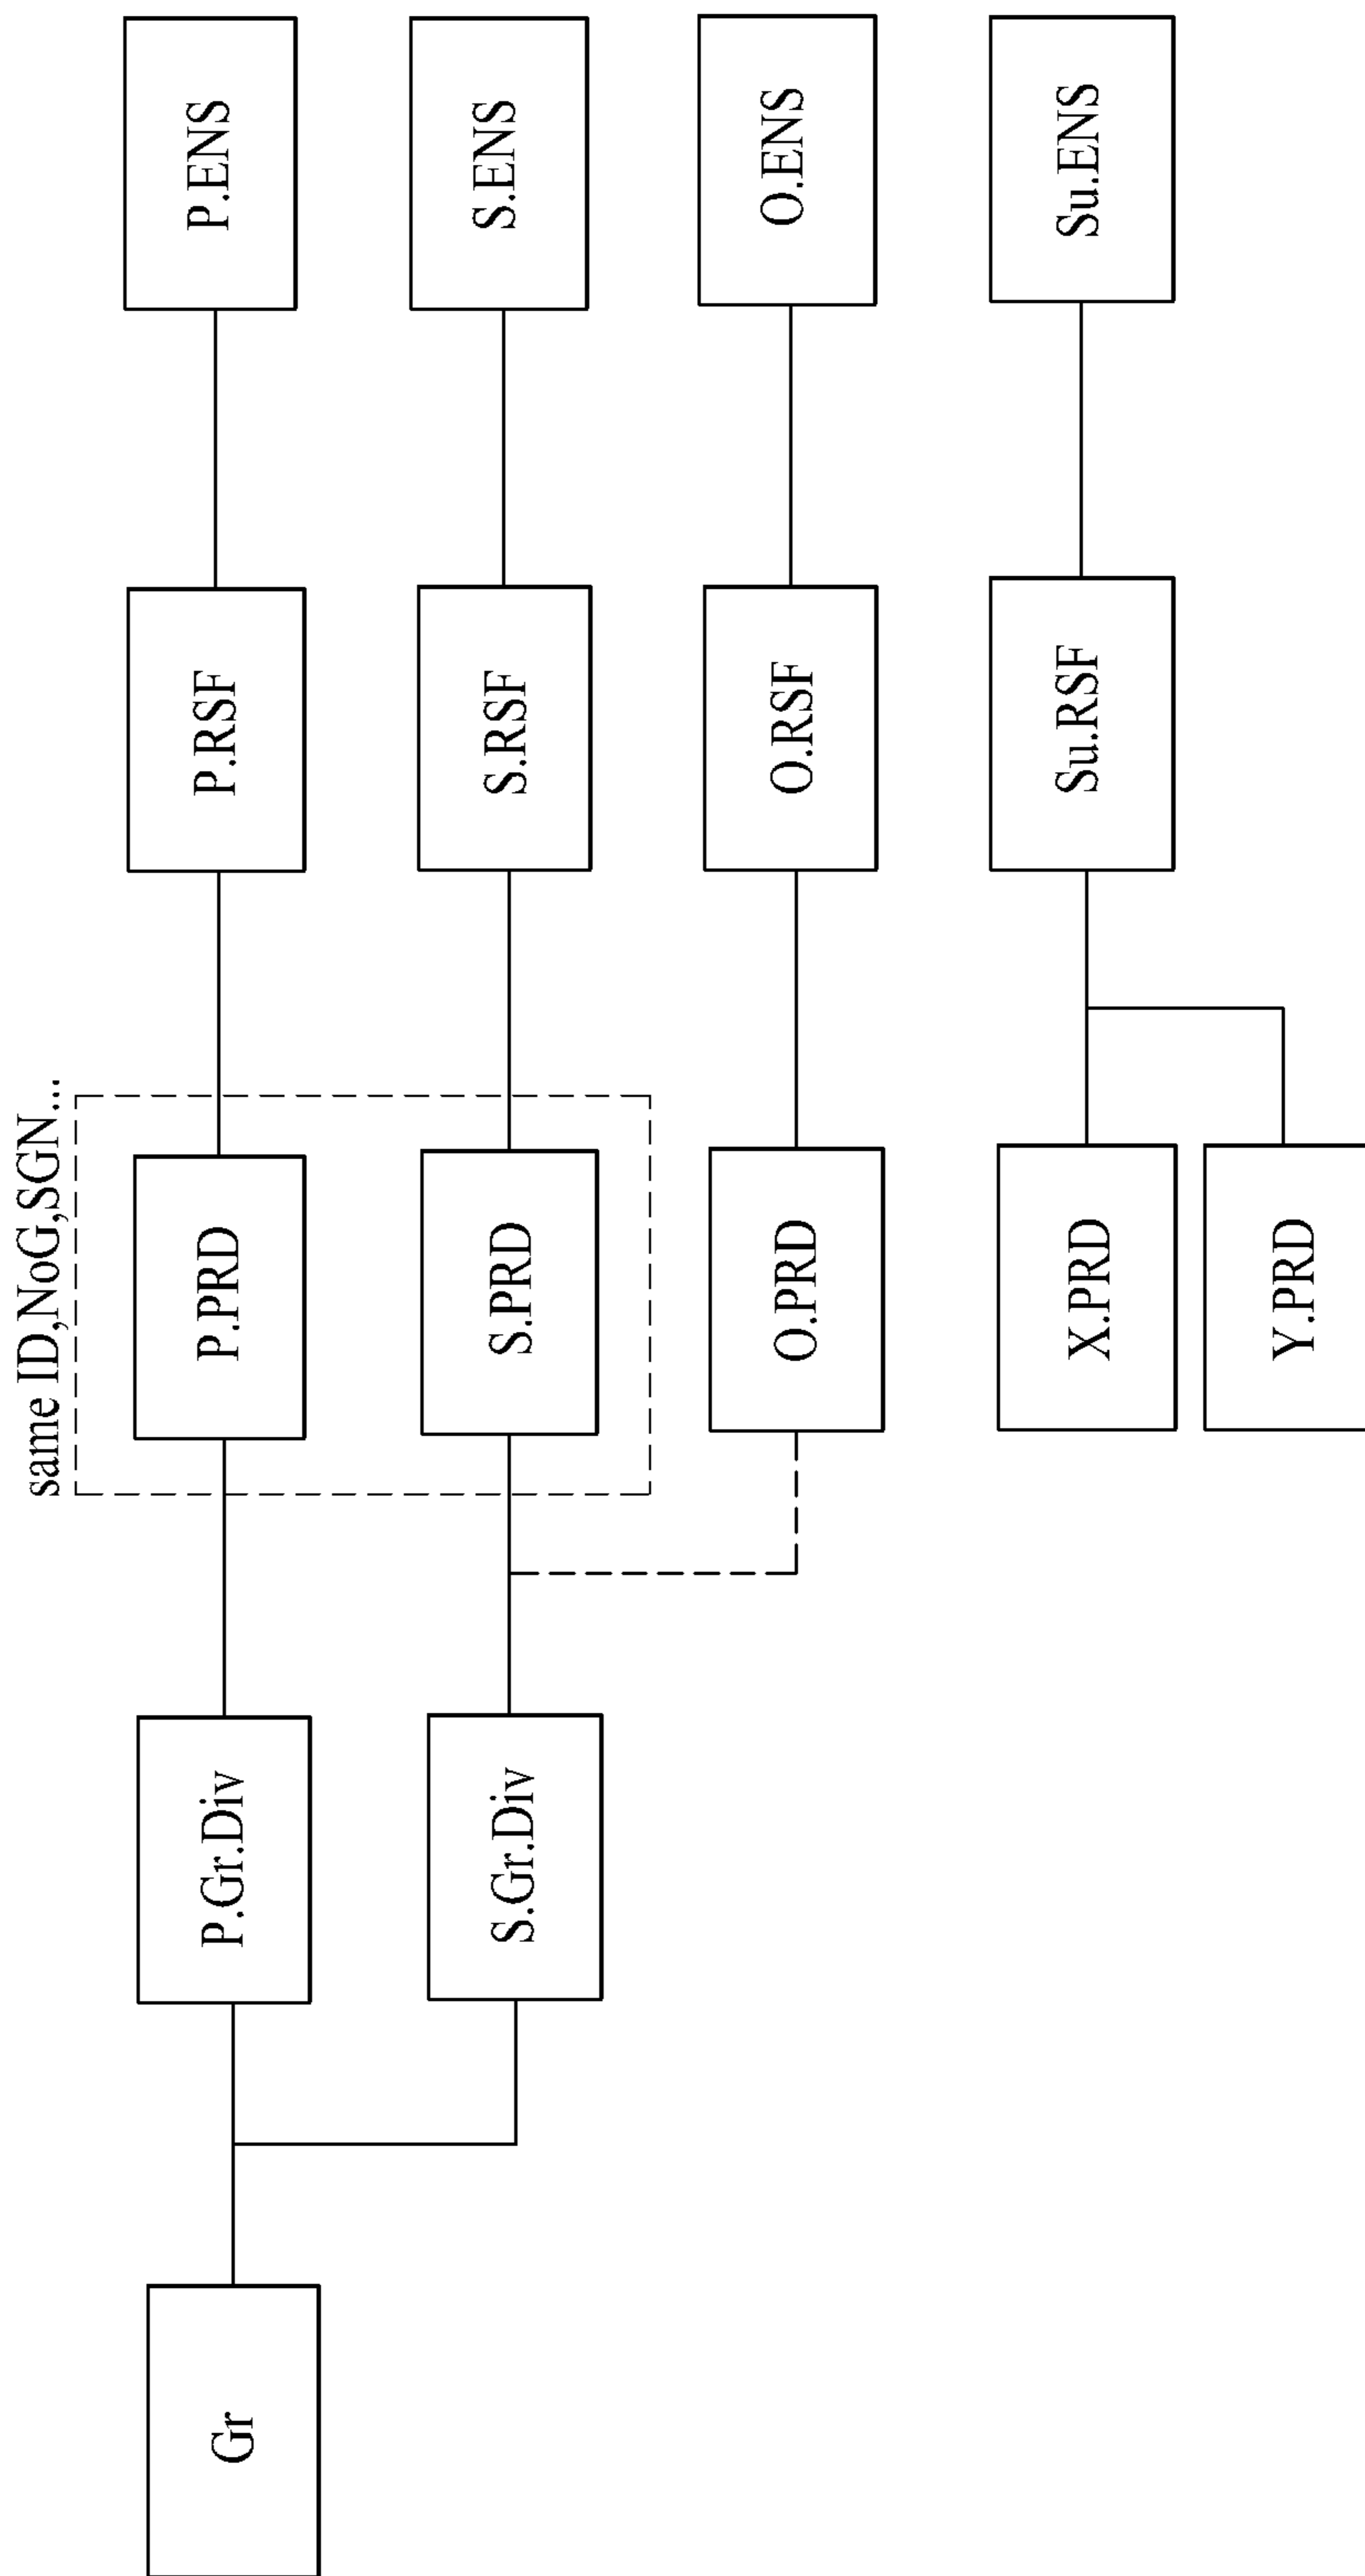 same ID,NoG,SGN...
Gr
P.Gr.Div
P.PRD
P.RSF
P.ENS
S.Gr.Div
S.PRD
S.RSF
S.ENS
O.PRD
O.RSF
O.ENS
X.PRD
Su.RSF
Su.ENS
Y.PRD